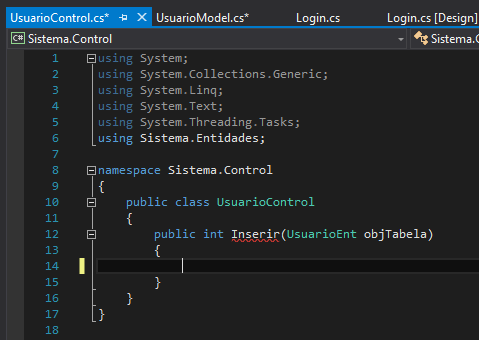 UsuarioControl.cs* UsuarioModel.cs* Login.cs Login.cs [Design]
C# Sistema.Control Sistema.C
1 using System;
2 using System.Collections.Generic;
3 using System.Linq;
4 using System.Text;
5 using System.Threading.Tasks;
6 using Sistema.Entidades;
7
8 namespace Sistema.Control
9 {
10 public class UsuarioControl
11 {
12 public int Inserir(UsuarioEnt objTabela)
13 {
14
15 }
16 }
17 }
18